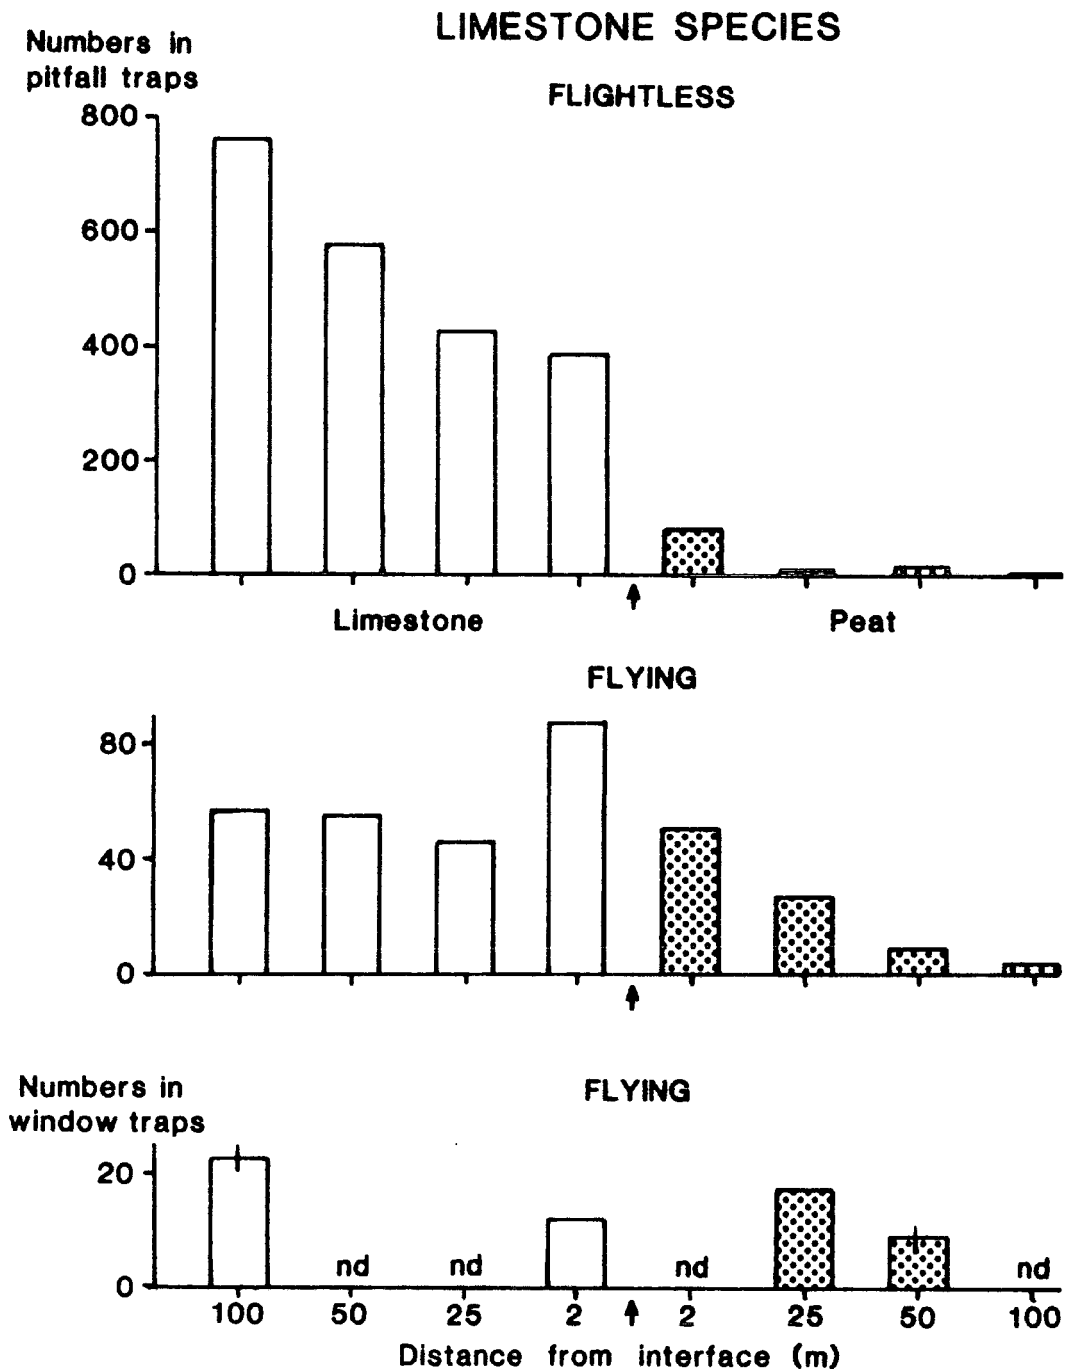 LIMESTONE SPECIES
Numbers in
pitfall traps
FLIGHTLESS
800
600
400
200
0
Limestone
Peat
FLYING
80
40
0
Numbers in
window traps
FLYING
20
0
nd
nd
nd
nd
100 50 25 2 2 25 50 100
Distance from interface (m)